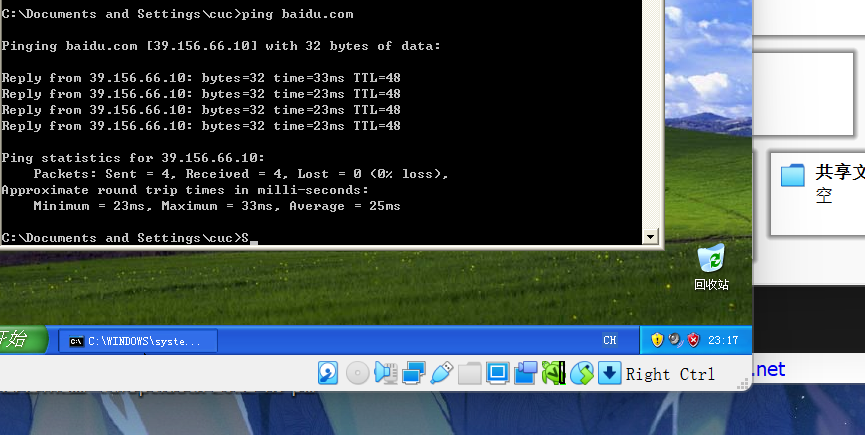 C:\Documents and Settings\cuc>ping baidu.com
Pinging baidu.com [39.156.66.10] with 32 bytes of data:
Reply from 39.156.66.10: bytes=32 time=33ms TTL=48
Reply from 39.156.66.10: bytes=32 time=23ms TTL=48
Reply from 39.156.66.10: bytes=32 time=23ms TTL=48
Reply from 39.156.66.10: bytes=32 time=23ms TTL=48
Ping statistics for 39.156.66.10:
Packets: Sent = 4, Received = 4, Lost = 0 (0% loss),
Approximate round trip times in milli-seconds:
Minimum = 23ms, Maximum = 33ms, Average = 25ms
C:\Documents and Settings\cuc>S_
共享文
空
回收站
开始
C:\WINDOWS\syste...
CH
23:17
Right Ctrl
.net